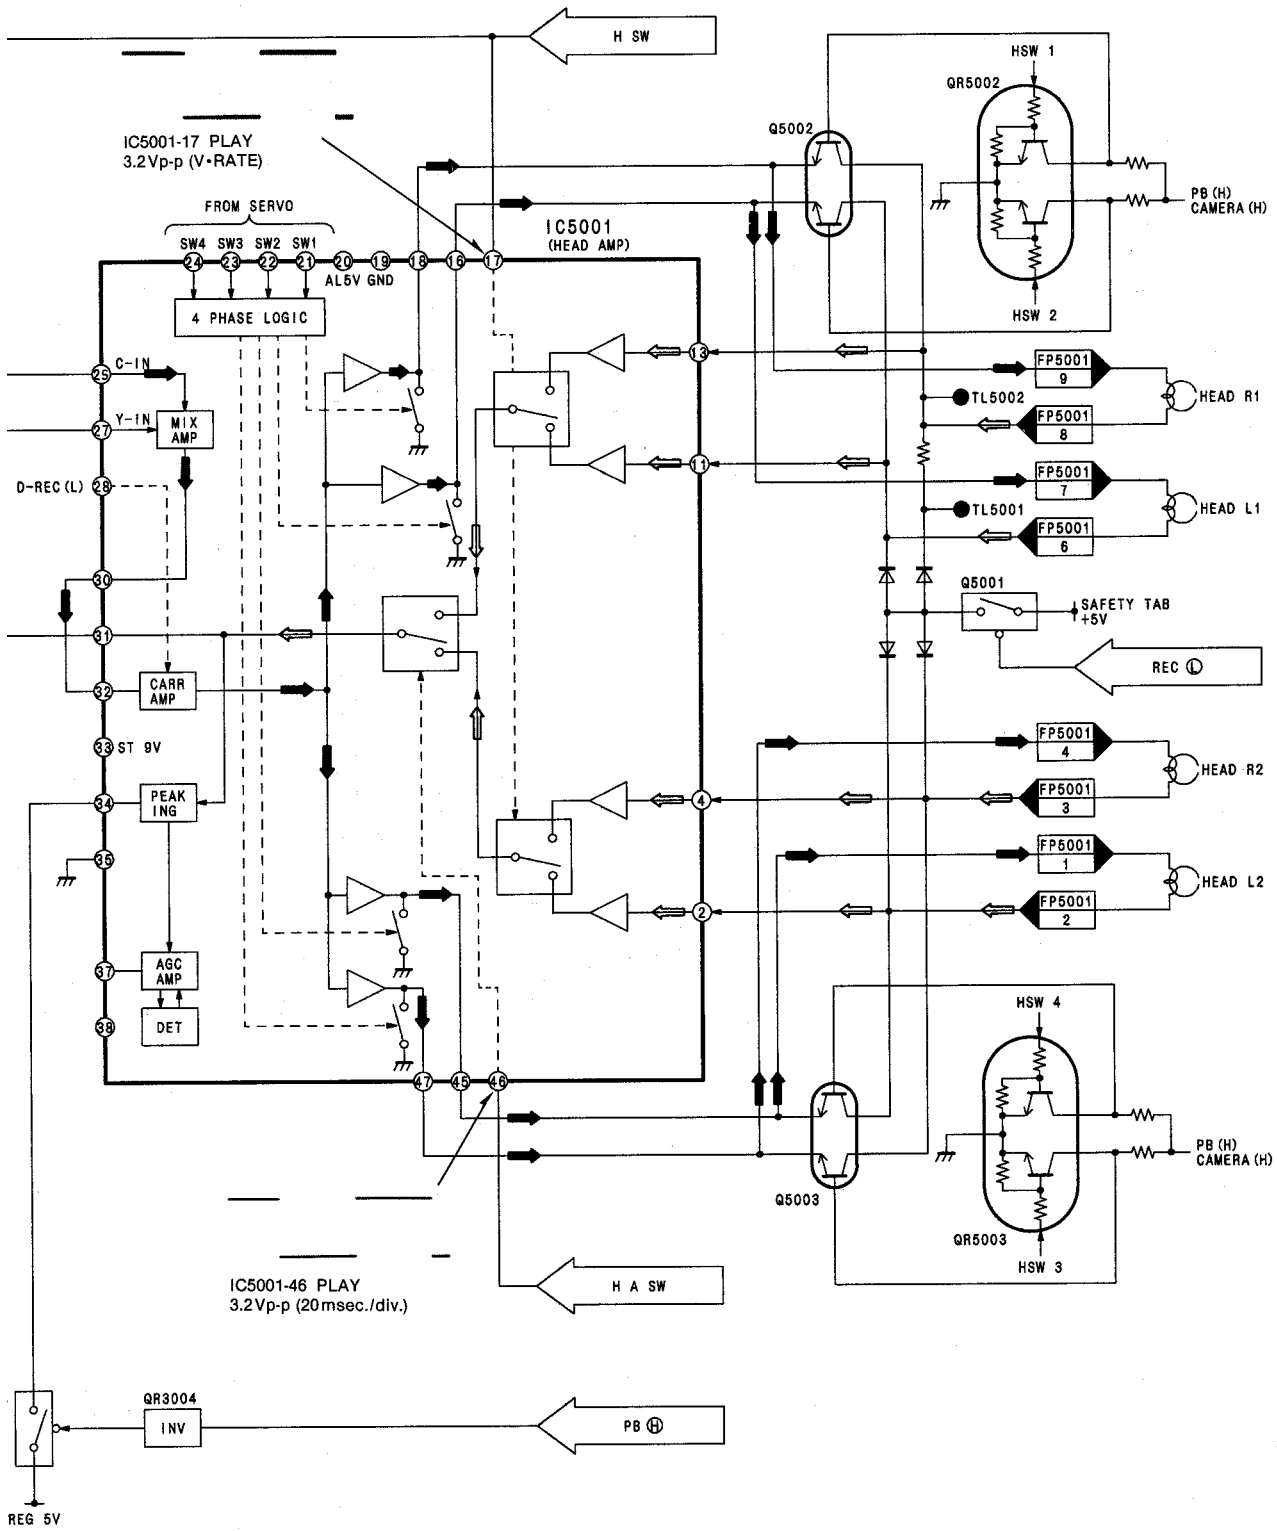 H SW
HSW 1
QR5002
Q5002
IC5001-17 PLAY
3.2Vp-p (V•RATE)
PB (H)
CAMERA (H)
FROM SERVO
IC5001
(HEAD AMP)
SW4 SW3 SW2 SW1
24 23 22 21 20 19 18 16 17
AL5V GND
HSW 2
4 PHASE LOGIC
13
C-IN
25
FP5001
9
HEAD R1
TL5002
Y-IN
27
MIX
AMP
FP5001
8
11
FP5001
7
D-REC (L)
28
TL5001
HEAD L1
FP5001
6
30
Q5001
SAFETY TAB
+5V
31
REC Ⓛ
32
CARR
AMP
33
ST 9V
FP5001
4
HEAD R2
34
PEAK
ING
4
FP5001
3
35
FP5001
1
HEAD L2
2
FP5001
2
37
AGC
AMP
38
DET
HSW 4
47 45 46
PB (H)
CAMERA (H)
Q5003
QR5003
HSW 3
IC5001-46 PLAY
3.2Vp-p (20msec./div.)
H A SW
QR3004
INV
PB Ⓗ
REG 5V